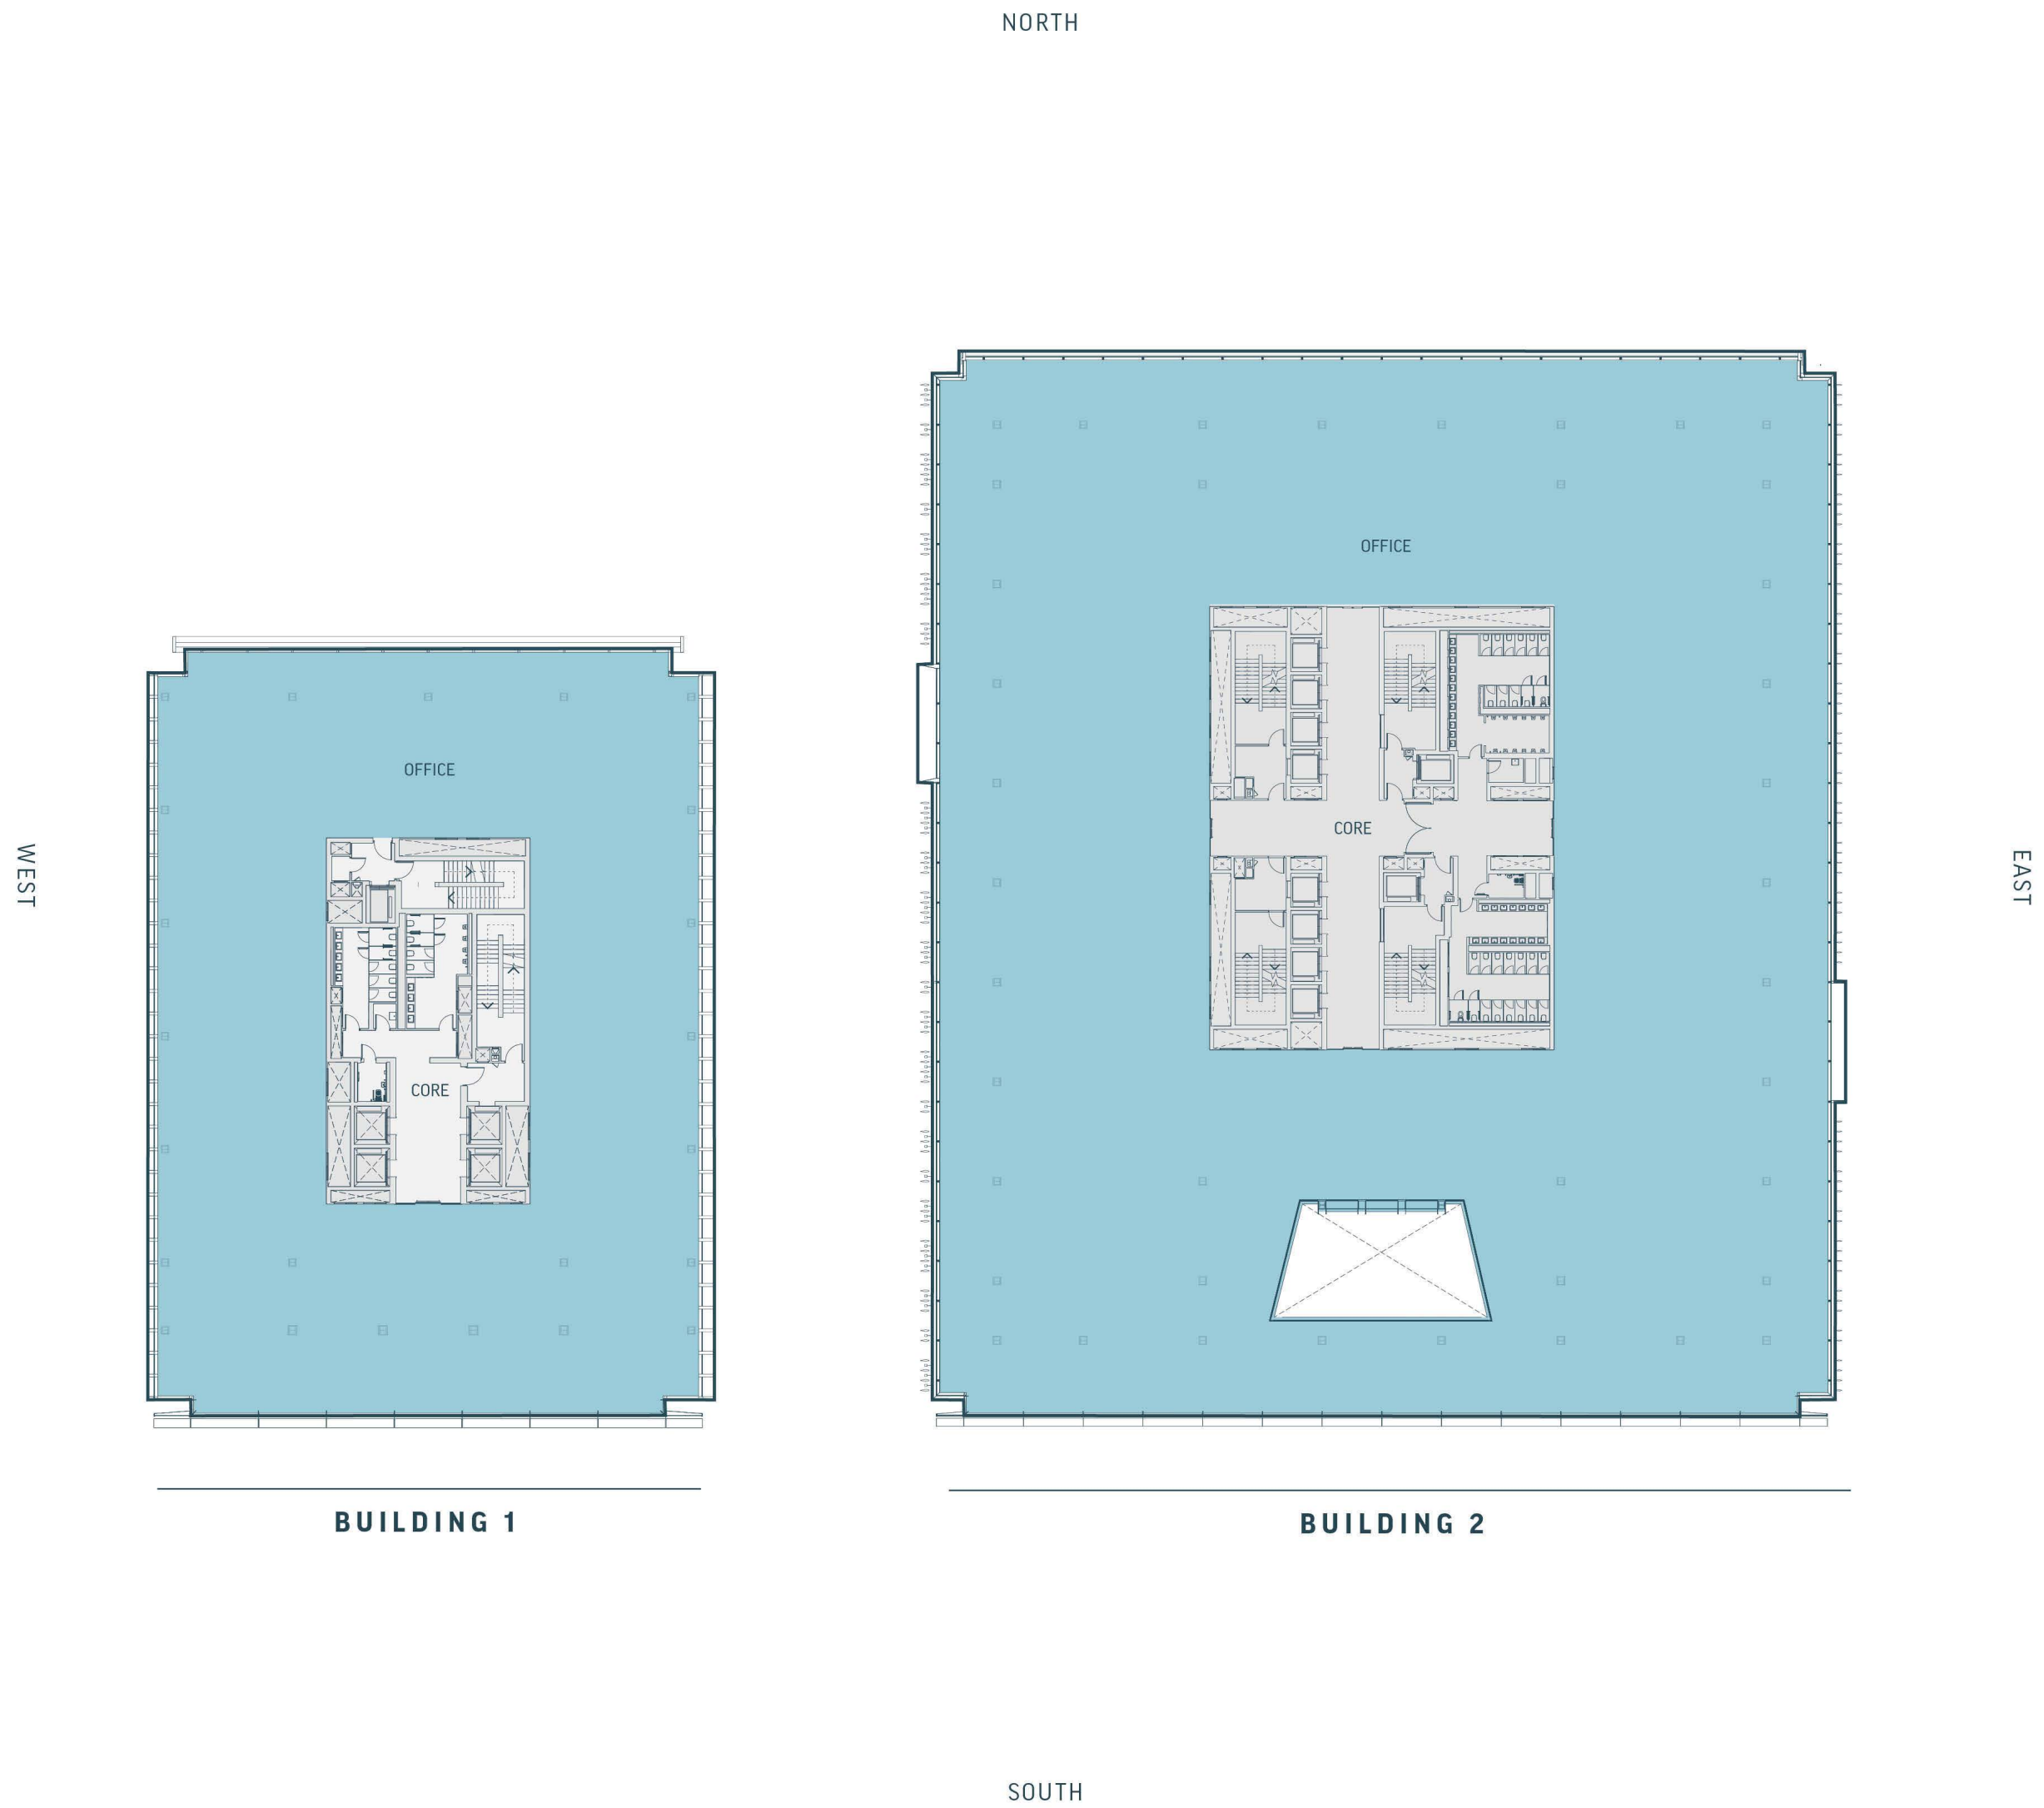 NORTH
OFFICE
OFFICE
WEST
CORE
EAST
CORE
BUILDING 1
BUILDING 2
SOUTH